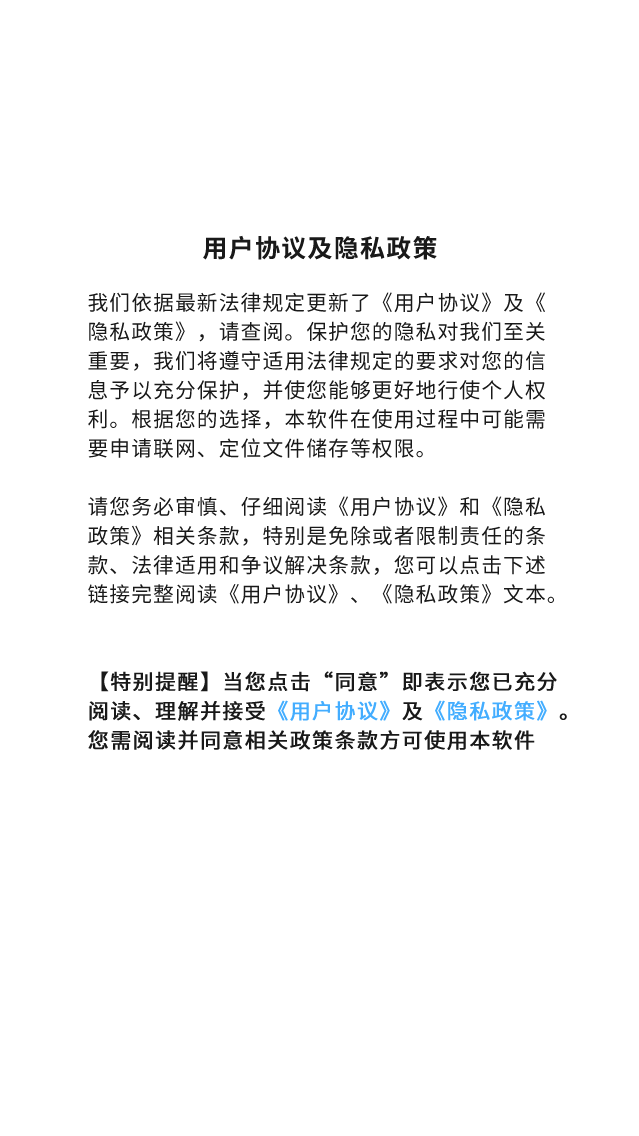 用户协议及隐私政策
我们依据最新法律规定更新了《用户协议》及《
隐私政策》，请查阅。保护您的隐私对我们至关
重要，我们将遵守适用法律规定的要求对您的信
息予以充分保护，并使您能够更好地行使个人权
利。根据您的选择，本软件在使用过程中可能需
要申请联网、定位文件储存等权限。
请您务必审慎、仔细阅读《用户协议》和《隐私
政策》相关条款，特别是免除或者限制责任的条
款、法律适用和争议解决条款，您可以点击下述
链接完整阅读《用户协议》、《隐私政策》文本。
【特别提醒】当您点击“同意”即表示您已充分
阅读、理解并接受《用户协议》及《隐私政策》。
您需阅读并同意相关政策条款方可使用本软件